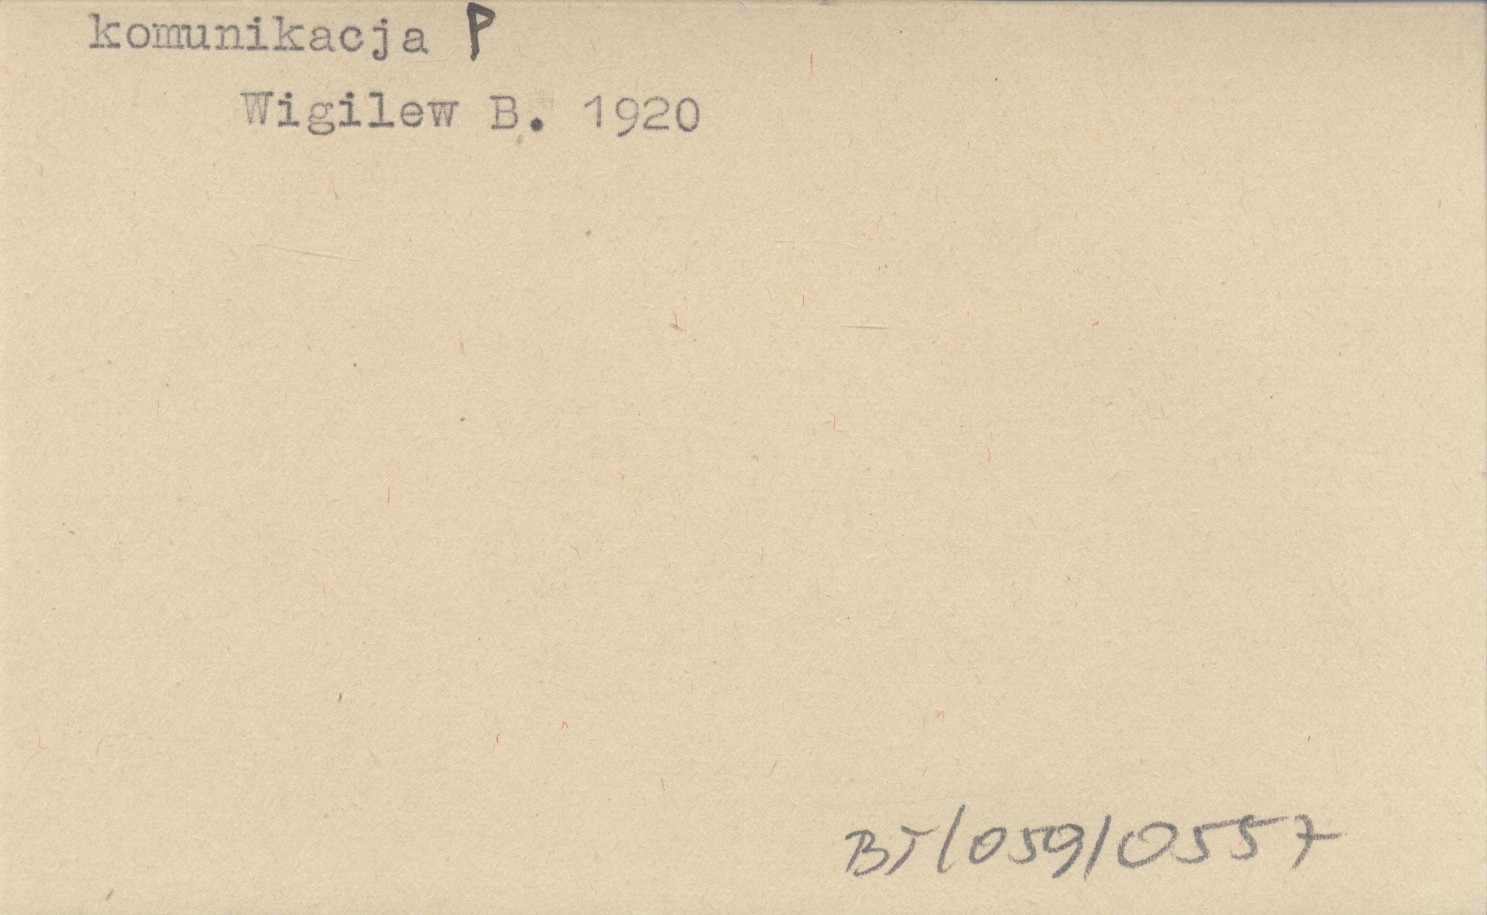 komunikacja P
Wigilew B. 1920
BT/059/0557